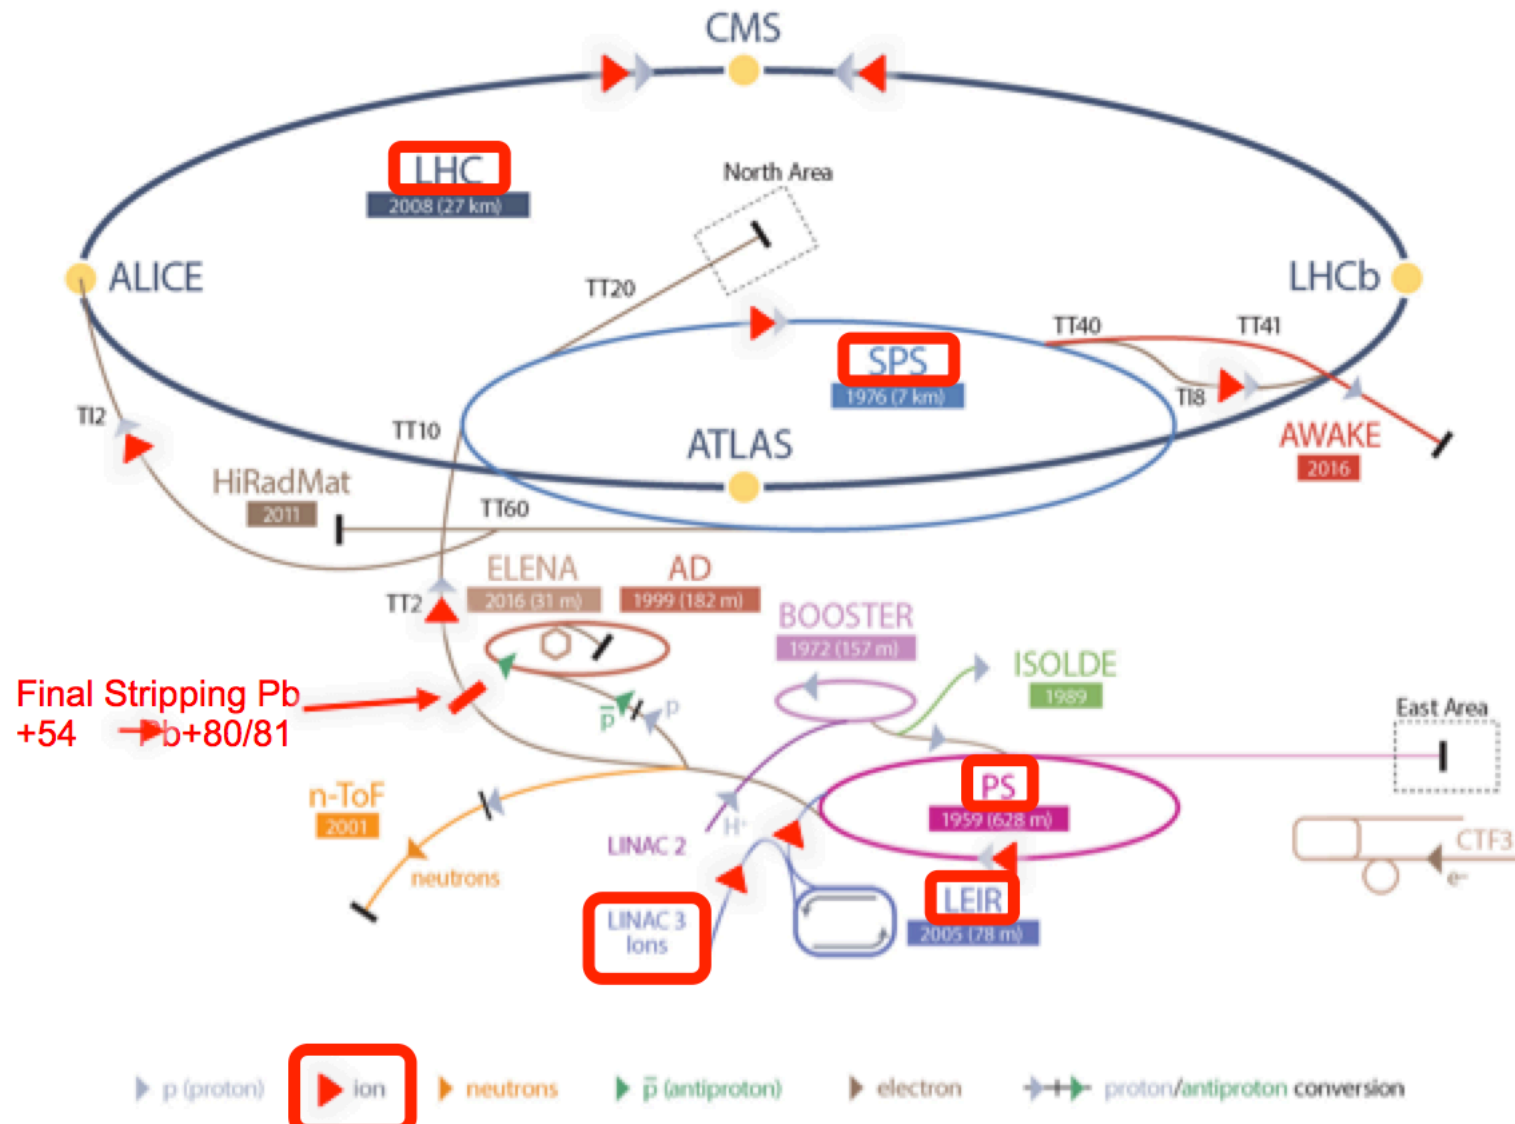 CMS
LHC
2008 (27 km)
North Area
ALICE
LHCb
TT20
TT40
TT41
SPS
1976 (7 km)
TI2
TT10
TI8
ATLAS
AWAKE
2016
HiRadMat
2011
TT60
ELENA
2016 (31 m)
AD
1999 (182 m)
TT2
BOOSTER
1972 (157 m)
ISOLDE
1989
Final Stripping Pb
+54 Pb+80/81
p̅
p
East Area
n-ToF
2001
PS
1959 (628 m)
H⁺
LINAC 2
neutrons
CTF3
e⁻
LINAC 3
Ions
LEIR
2005 (78 m)
p (proton)
ion
neutrons
p̅ (antiproton)
electron
proton/antiproton conversion